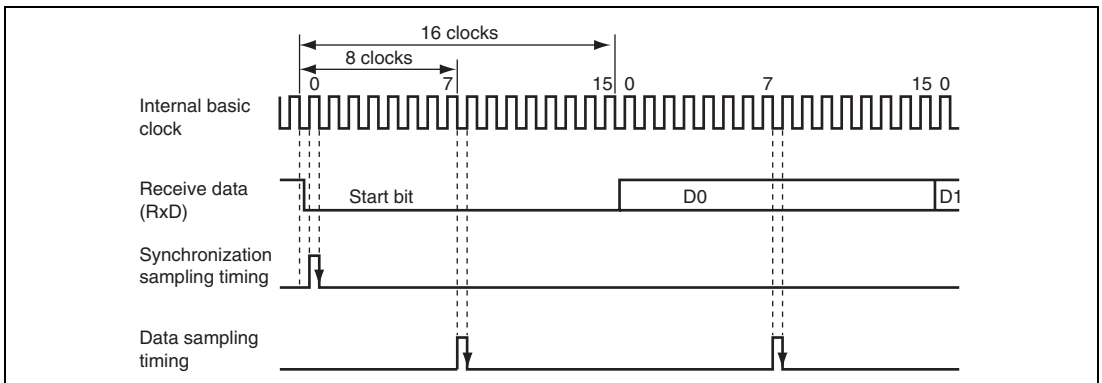 16 clocks
8 clocks
0 7 15 0 7 15 0
Internal basic
clock
Receive data
(RxD)
Start bit D0 D1
Synchronization
sampling timing
Data sampling
timing